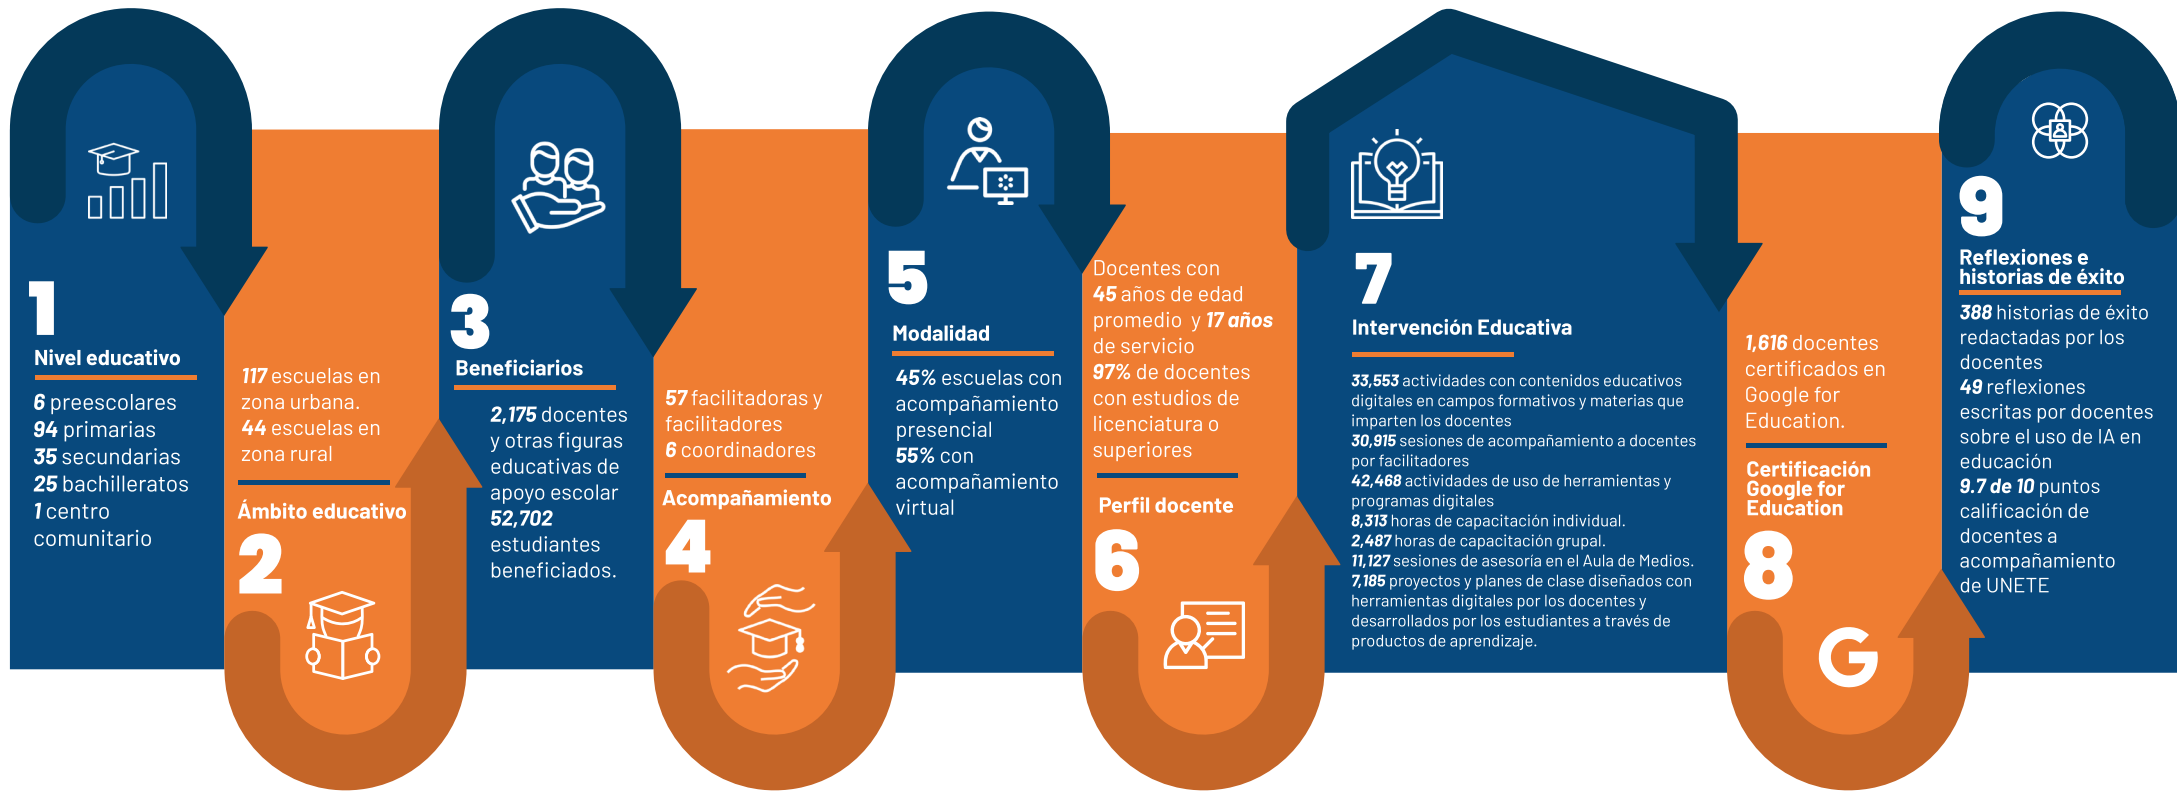 1
Nivel educativo
6 preescolares
94 primarias
35 secundarias
25 bachilleratos
1 centro
comunitario
117 escuelas en
zona urbana.
44 escuelas en
zona rural
Ámbito educativo
2
3
Beneficiarios
2,175 docentes
y otras figuras
educativas de
apoyo escolar
52,702
estudiantes
beneficiados.
57 facilitadoras y
facilitadores
6 coordinadores
Acompañamiento
4
5
Modalidad
45% escuelas con
acompañamiento
presencial
55% con
acompañamiento
virtual
Docentes con
45 años de edad
promedio y 17 años
de servicio
97% de docentes
con estudios de
licenciatura o
superiores
Perfil docente
6
7
Intervención Educativa
33,553 actividades con contenidos educativos
digitales en campos formativos y materias que
imparten los docentes
30,915 sesiones de acompañamiento a docentes
por facilitadores
42,468 actividades de uso de herramientas y
programas digitales
8,313 horas de capacitación individual.
2,487 horas de capacitación grupal.
11,127 sesiones de asesoría en el Aula de Medios.
7,185 proyectos y planes de clase diseñados con
herramientas digitales por los docentes y
desarrollados por los estudiantes a través de
productos de aprendizaje.
1,616 docentes
certificados en
Google for
Education.
Certificación
Google for
Education
8
G
9
Reflexiones e
historias de éxito
388 historias de éxito
redactadas por los
docentes
49 reflexiones
escritas por docentes
sobre el uso de IA en
educación
9.7 de 10 puntos
calificación de
docentes a
acompañamiento
de UNETE